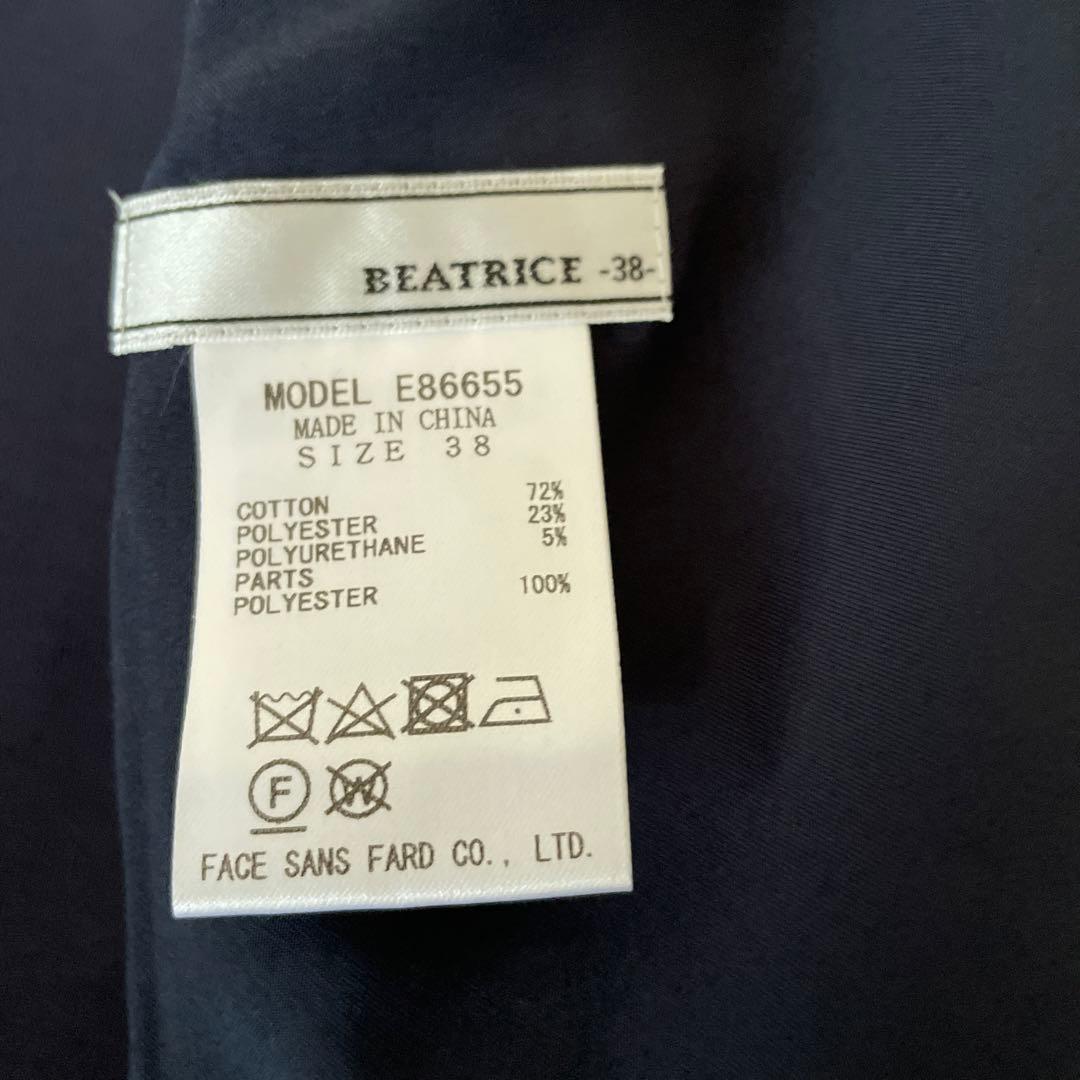 BEATRICE -38-
MODEL E86655
MADE IN CHINA
SIZE 38
COTTON 72%
POLYESTER 23%
POLYURETHANE 5%
PARTS
POLYESTER 100%
F W
FACE SANS FARD CO., LTD.